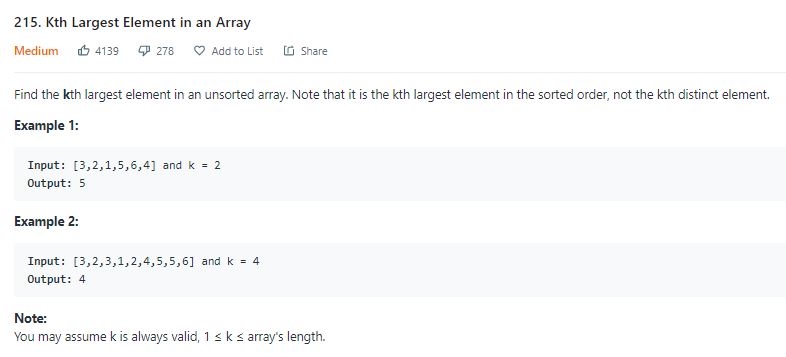 215. Kth Largest Element in an Array
Medium 4139 278 Add to List Share
Find the kth largest element in an unsorted array. Note that it is the kth largest element in the sorted order, not the kth distinct element.
Example 1:
Input: [3,2,1,5,6,4] and k = 2
Output: 5
Example 2:
Input: [3,2,3,1,2,4,5,5,6] and k = 4
Output: 4
Note:
You may assume k is always valid, 1 ≤ k ≤ array's length.